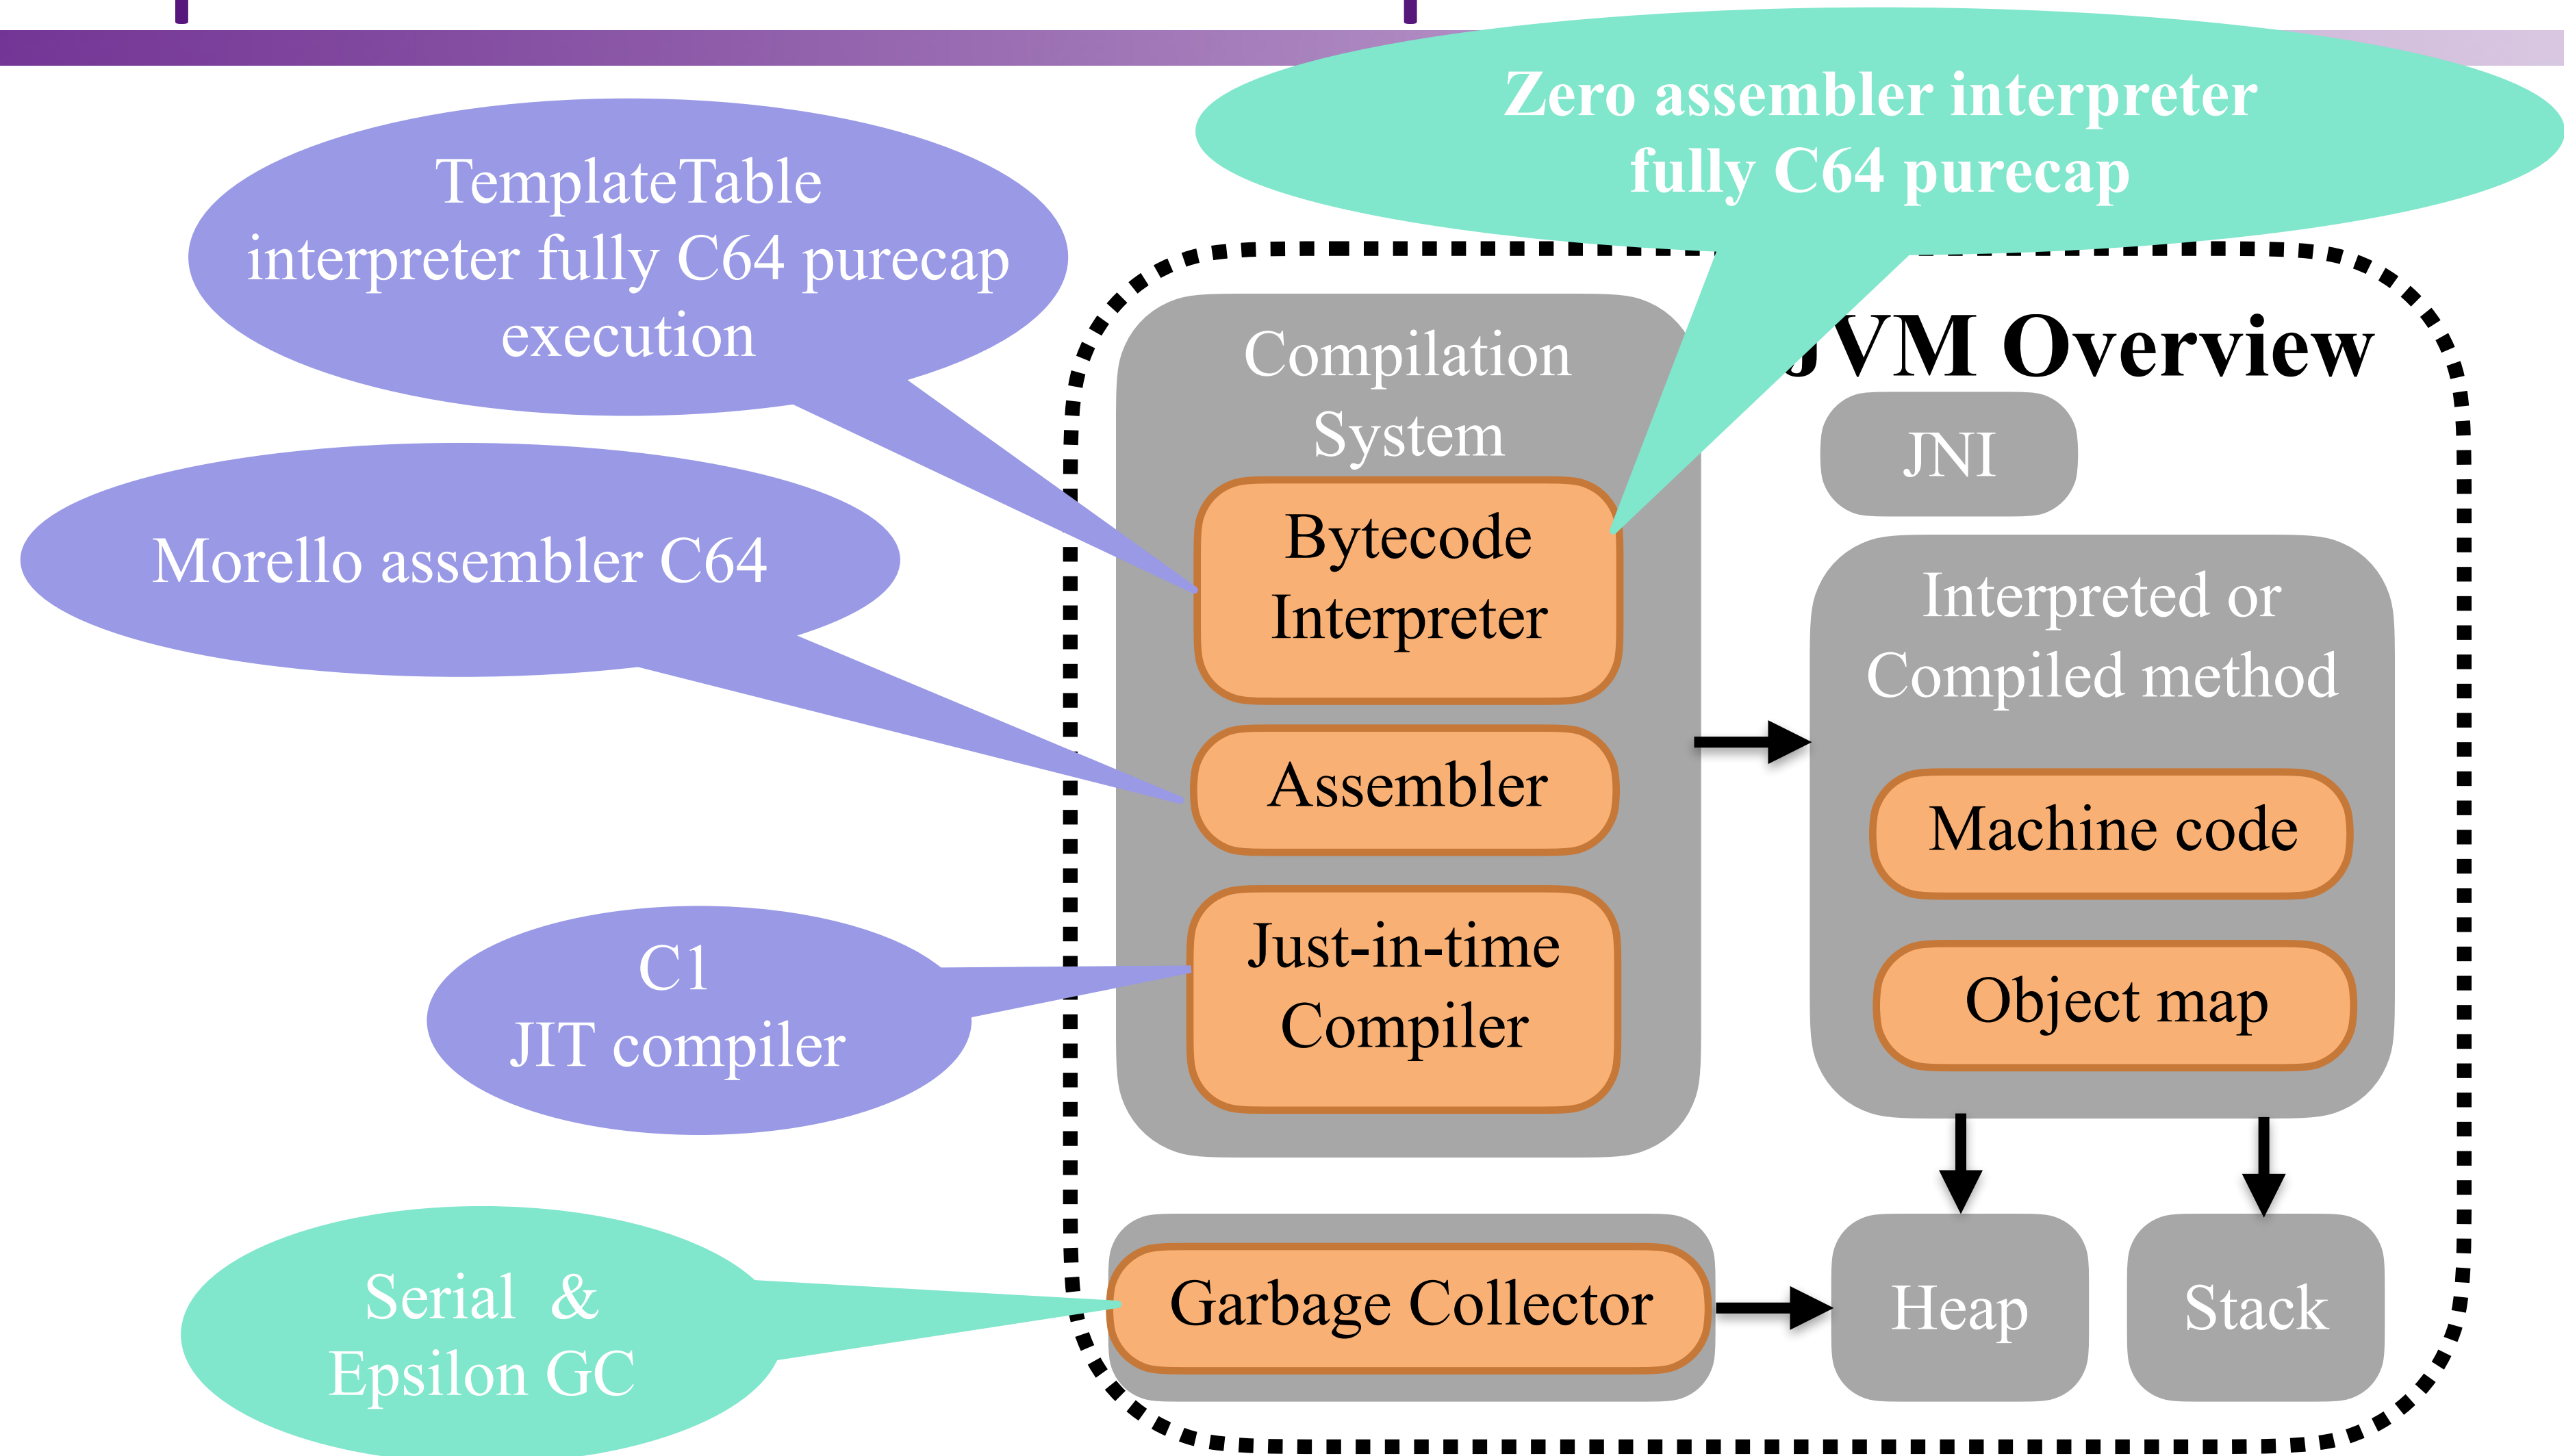 Zero assembler interpreter
fully C64 purecap
TemplateTable
interpreter fully C64 purecap
execution
Morello assembler C64
C1
JIT compiler
Serial & 
Epsilon GC
JVM Overview
Compilation
System
Bytecode
Interpreter
Assembler
Just-in-time
Compiler
Garbage Collector
JNI
Interpreted or
Compiled method
Machine code
Object map
Heap
Stack